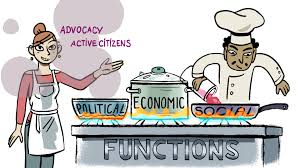 ADVOCACY
ACTIVE CITIZENS
POLITICAL
ECONOMIC
SOCIAL
FUNCTIONS